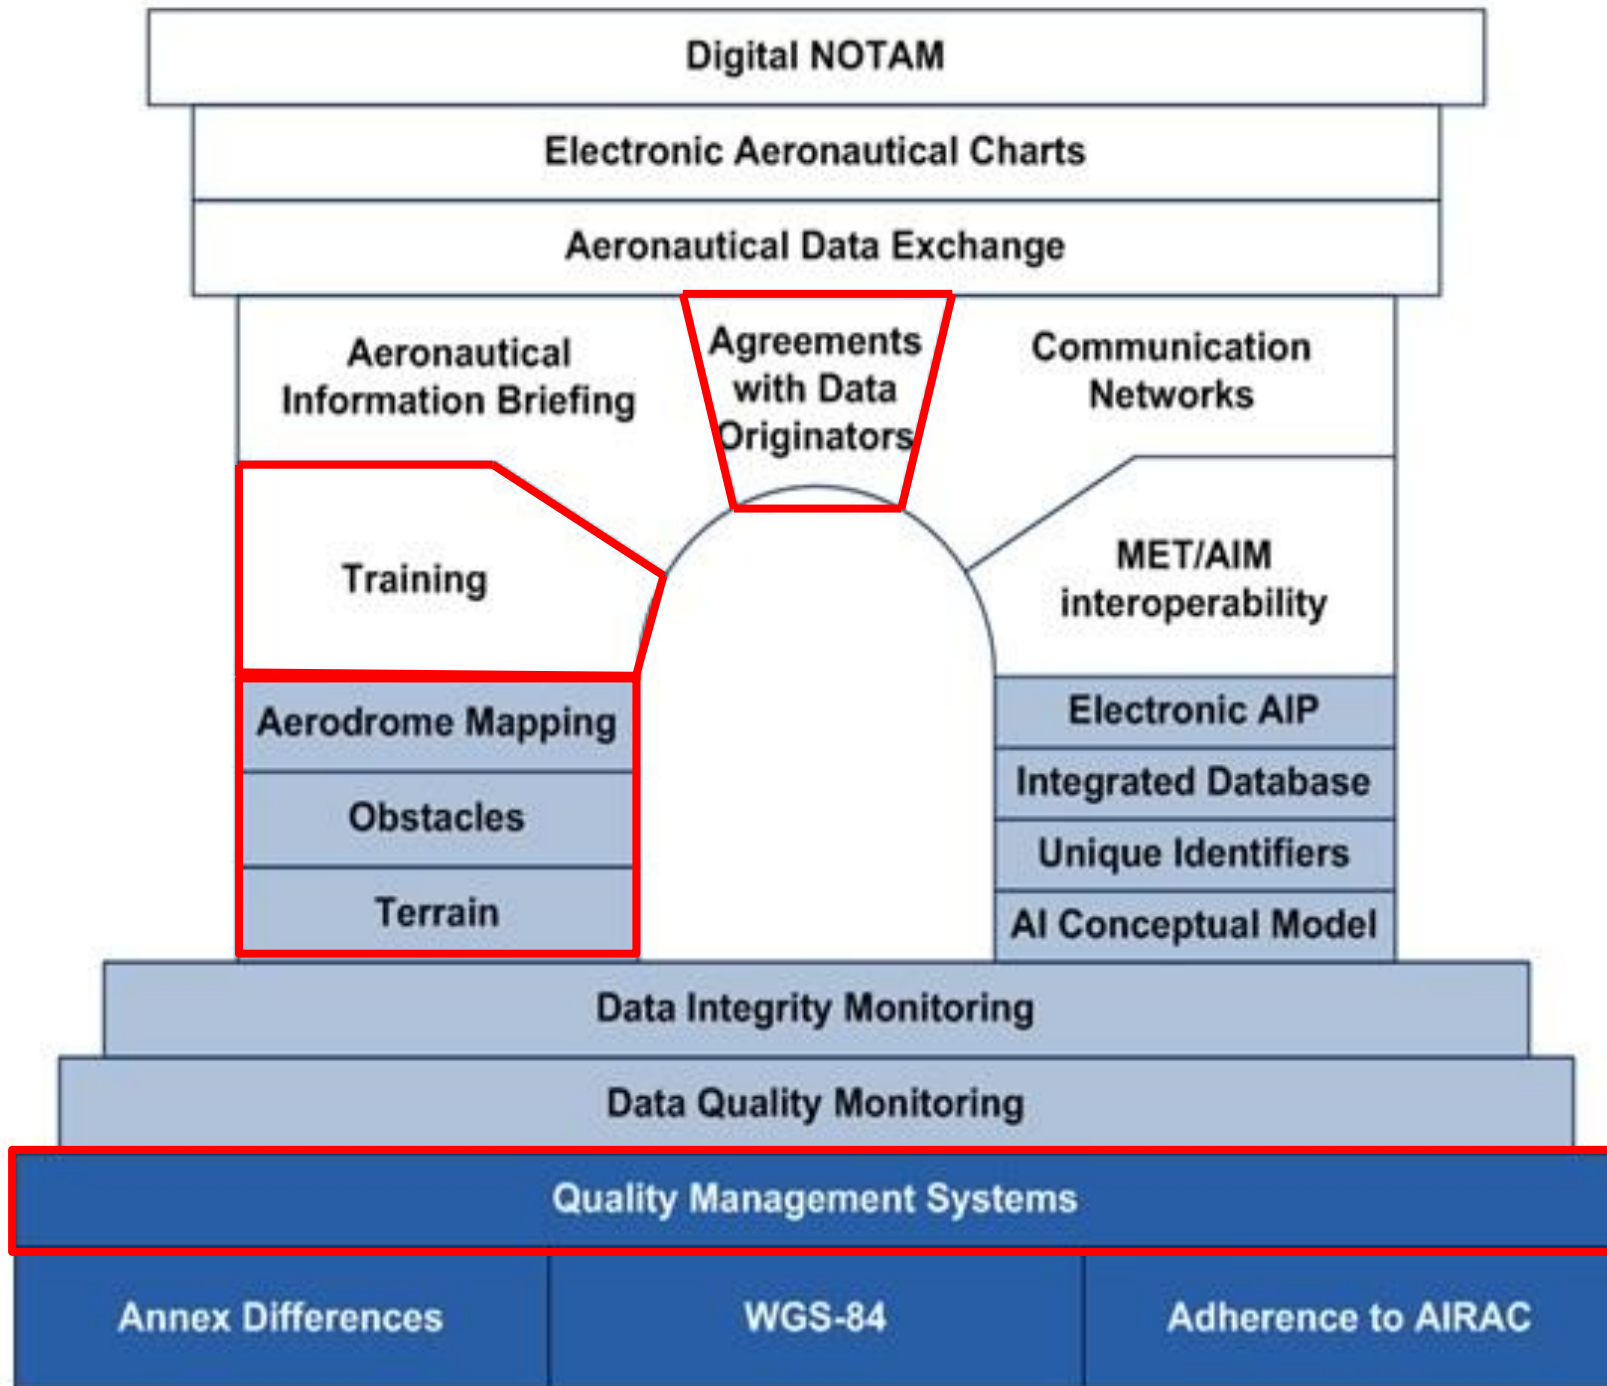 Digital NOTAM
Electronic Aeronautical Charts
Aeronautical Data Exchange
Aeronautical
Information Briefing
Agreements
with Data
Originators
Communication
Networks
Training
MET/AIM
interoperability
Aerodrome Mapping
Obstacles
Terrain
Electronic AIP
Integrated Database
Unique Identifiers
AI Conceptual Model
Data Integrity Monitoring
Data Quality Monitoring
Quality Management Systems
Annex Differences
WGS-84
Adherence to AIRAC